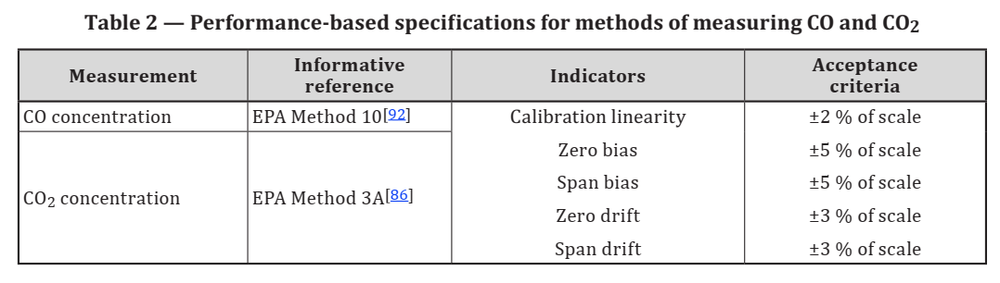 Table 2 — Performance-based specifications for methods of measuring CO and CO2
Measurement
Informative
reference
Indicators
Acceptance
criteria
CO concentration
EPA Method 10[92]
Calibration linearity
±2 % of scale
Zero bias
±5 % of scale
CO2 concentration
EPA Method 3A[86]
Span bias
±5 % of scale
Zero drift
±3 % of scale
Span drift
±3 % of scale